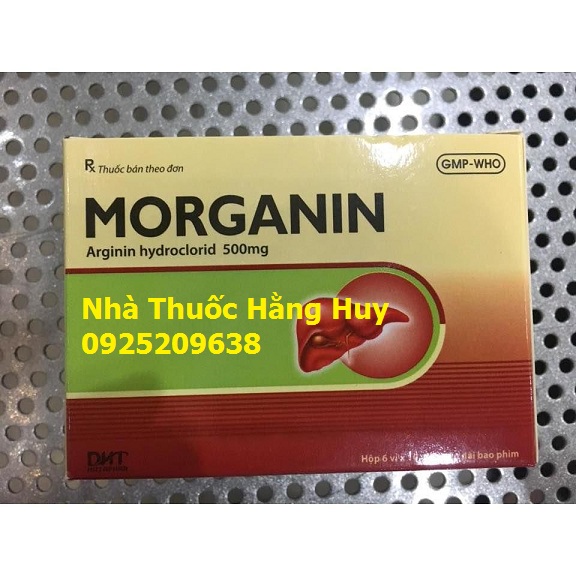 ℞ Thuốc bán theo đơn
GMP-WHO
MORGANIN
Arginin hydroclorid 500mg
Nhà Thuốc Hằng Huy
0925209638
DHT
Hộp 6 vỉ x dài bao phim